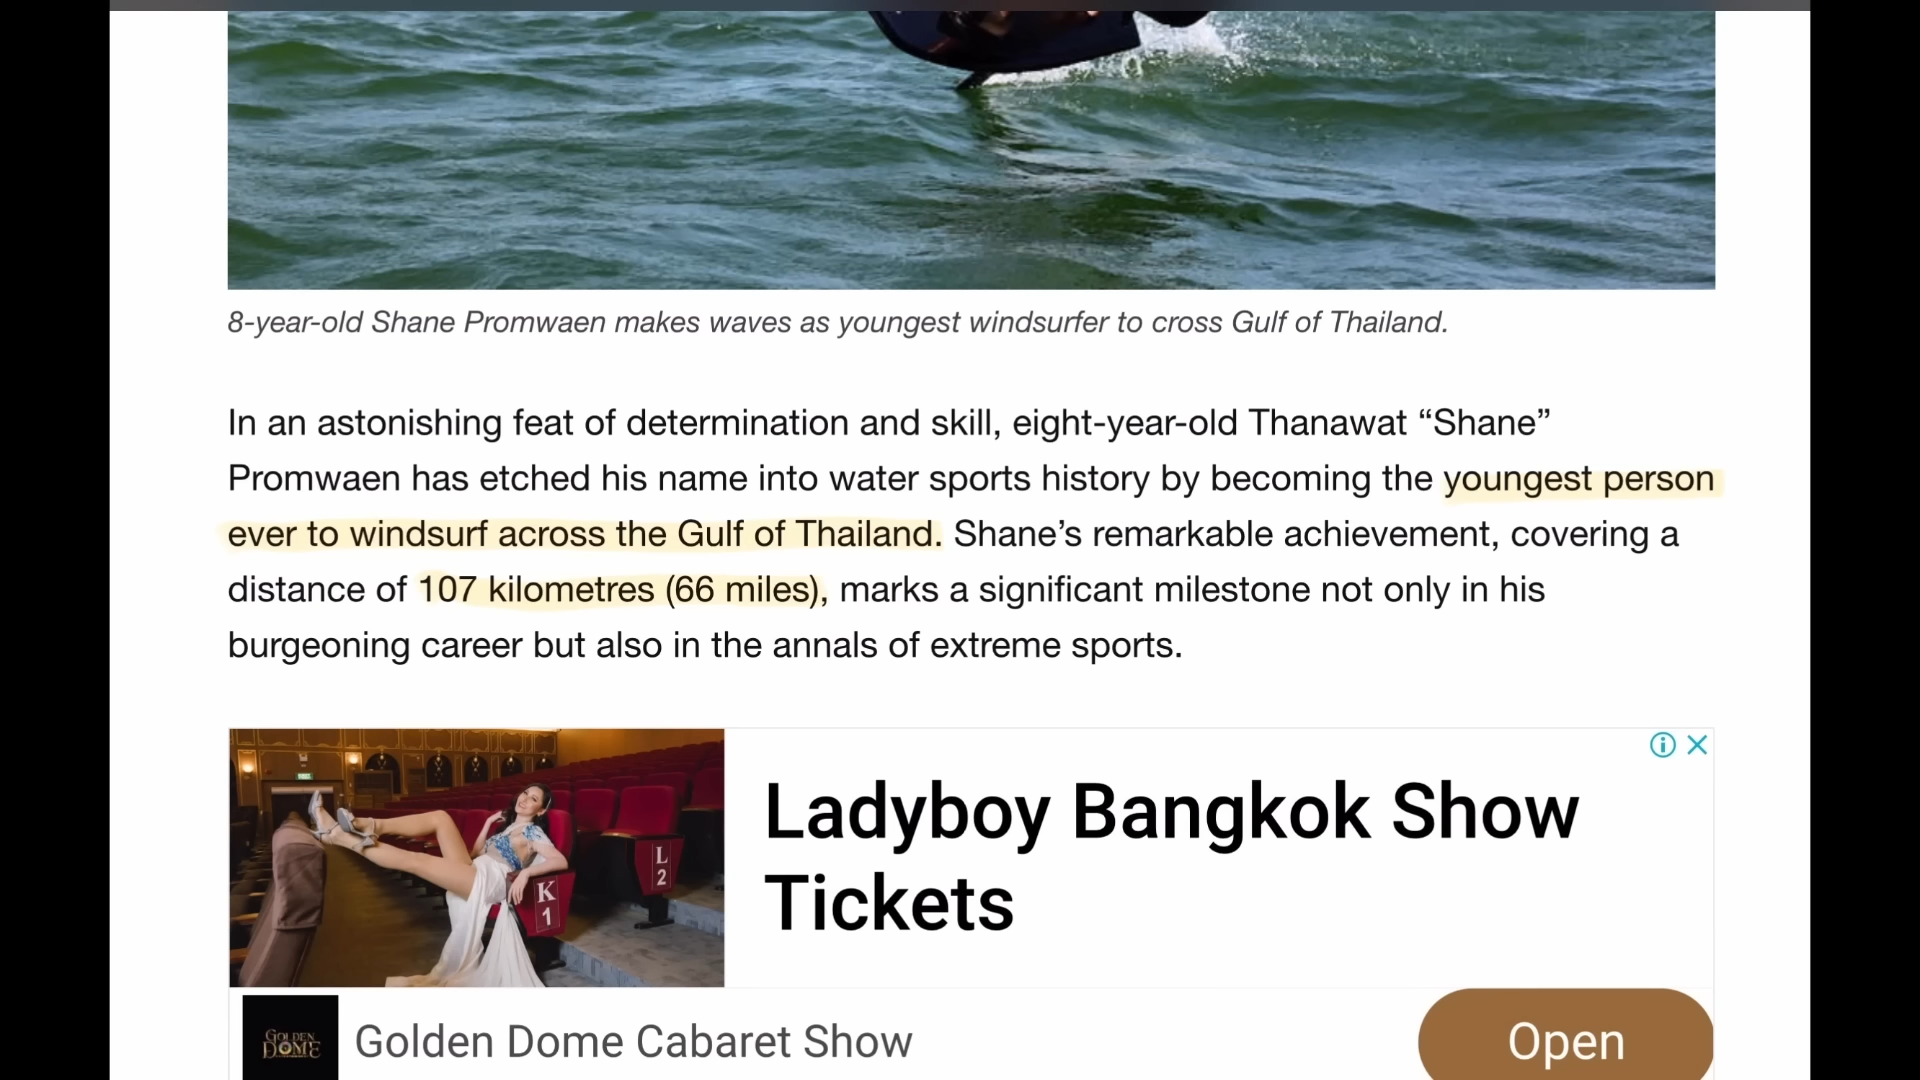 8-year-old Shane Promwaen makes waves as youngest windsurfer to cross Gulf of Thailand.
In an astonishing feat of determination and skill, eight-year-old Thanawat “Shane”
Promwaen has etched his name into water sports history by becoming the youngest person
ever to windsurf across the Gulf of Thailand. Shane’s remarkable achievement, covering a
distance of 107 kilometres (66 miles), marks a significant milestone not only in his
burgeoning career but also in the annals of extreme sports.
L
2
K
1
Ladyboy Bangkok Show
Tickets
GOLDEN
DOME
Golden Dome Cabaret Show
Open